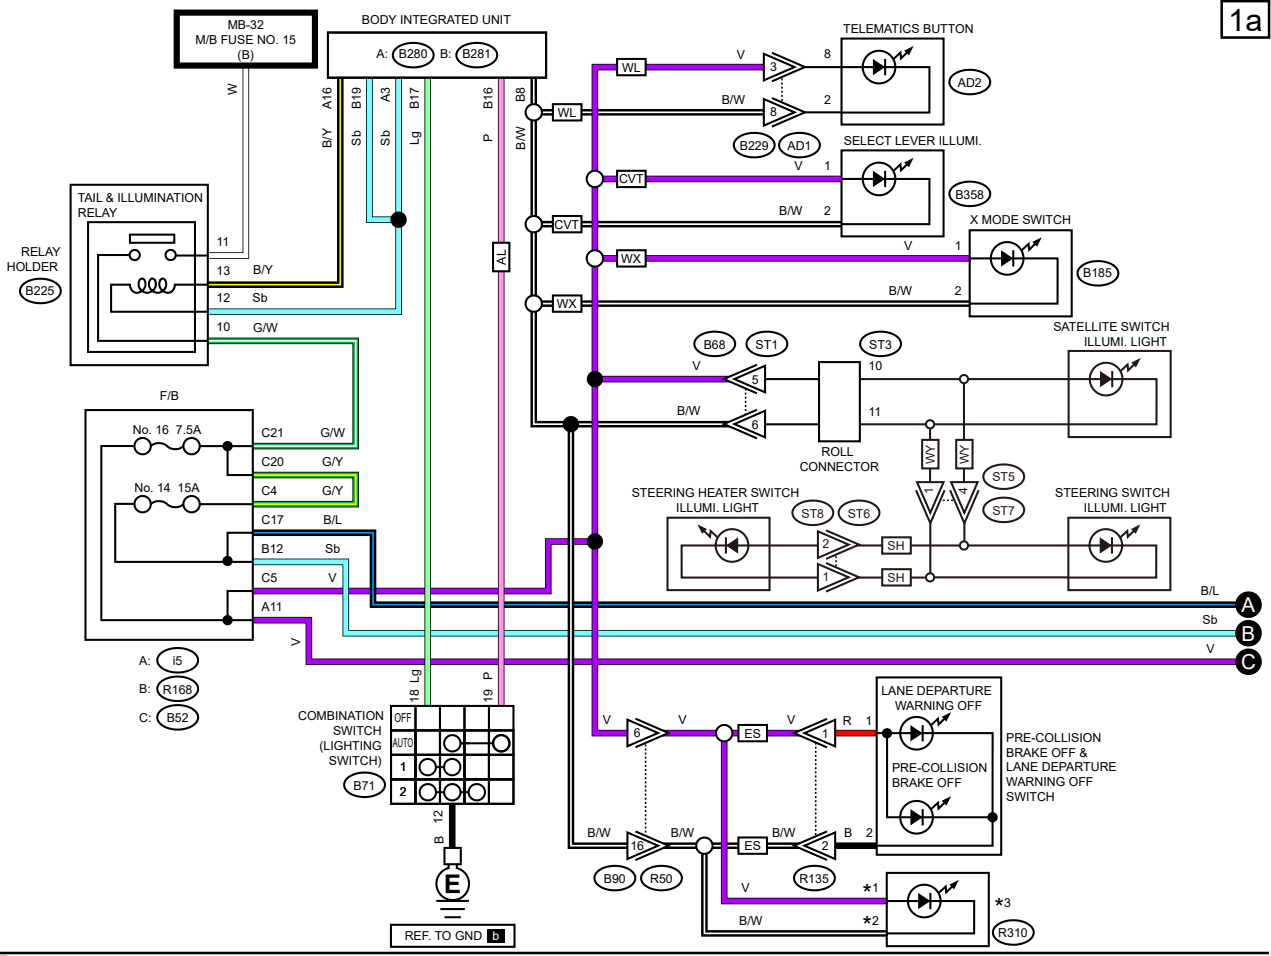 MB-32
M/B FUSE NO. 15
(B)
W
BODY INTEGRATED UNIT
A: B280 B: B281
A16
B19
A3
B17
B16
B8
B/Y
Sb
Sb
Lg
P
B/W
AL
1a
TAIL & ILLUMINATION
RELAY
RELAY
HOLDER
B225
11
13 B/Y
12 Sb
10 G/W
F/B
No. 16 7.5A
No. 14 15A
C21 G/W
C20 G/Y
C4 G/Y
C17 B/L
B12 Sb
C5 V
A11
V
A: i5
B: R168
C: B52
WL
V
3
8
TELEMATICS BUTTON
AD2
WL
B/W
8
2
B229 AD1
SELECT LEVER ILLUMI.
CVT
V
1
B358
CVT
B/W
2
X MODE SWITCH
WX
V
1
B185
WX
B/W
2
B68 ST1
ST3
V
5
10
B/W
6
11
ROLL
CONNECTOR
SATELLITE SWITCH
ILLUMI. LIGHT
WY
WY
1
4
ST5
ST7
STEERING HEATER SWITCH
ILLUMI. LIGHT
ST8 ST6
2
SH
1
SH
STEERING SWITCH
ILLUMI. LIGHT
B/L
A
Sb
B
V
C
18 Lg
19 P
COMBINATION
SWITCH
(LIGHTING
SWITCH)
B71
OFF
AUTO
1
2
12
B
E
REF. TO GND b
V
6
V
ES
V
1
R
1
B/W
16
B/W
ES
B/W
2
B
2
B90 R50
R135
LANE DEPARTURE
WARNING OFF
PRE-COLLISION
BRAKE OFF
PRE-COLLISION
BRAKE OFF &
LANE DEPARTURE
WARNING OFF
SWITCH
V
*1
B/W
*2
*3
R310